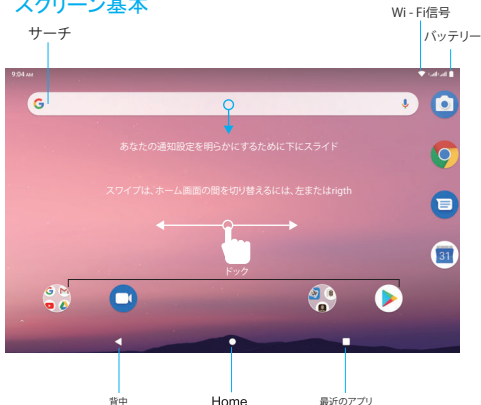 スクリーン基本
Wi - Fi信号
サーチ
バッテリー
9:04 AM
G
あなたの通知設定を明らかにするために下にスライド
スワイプは、ホーム画面の間を切り替えるには、左またはrigth
31
ドック
G M
背中
Home
最近のアプリ